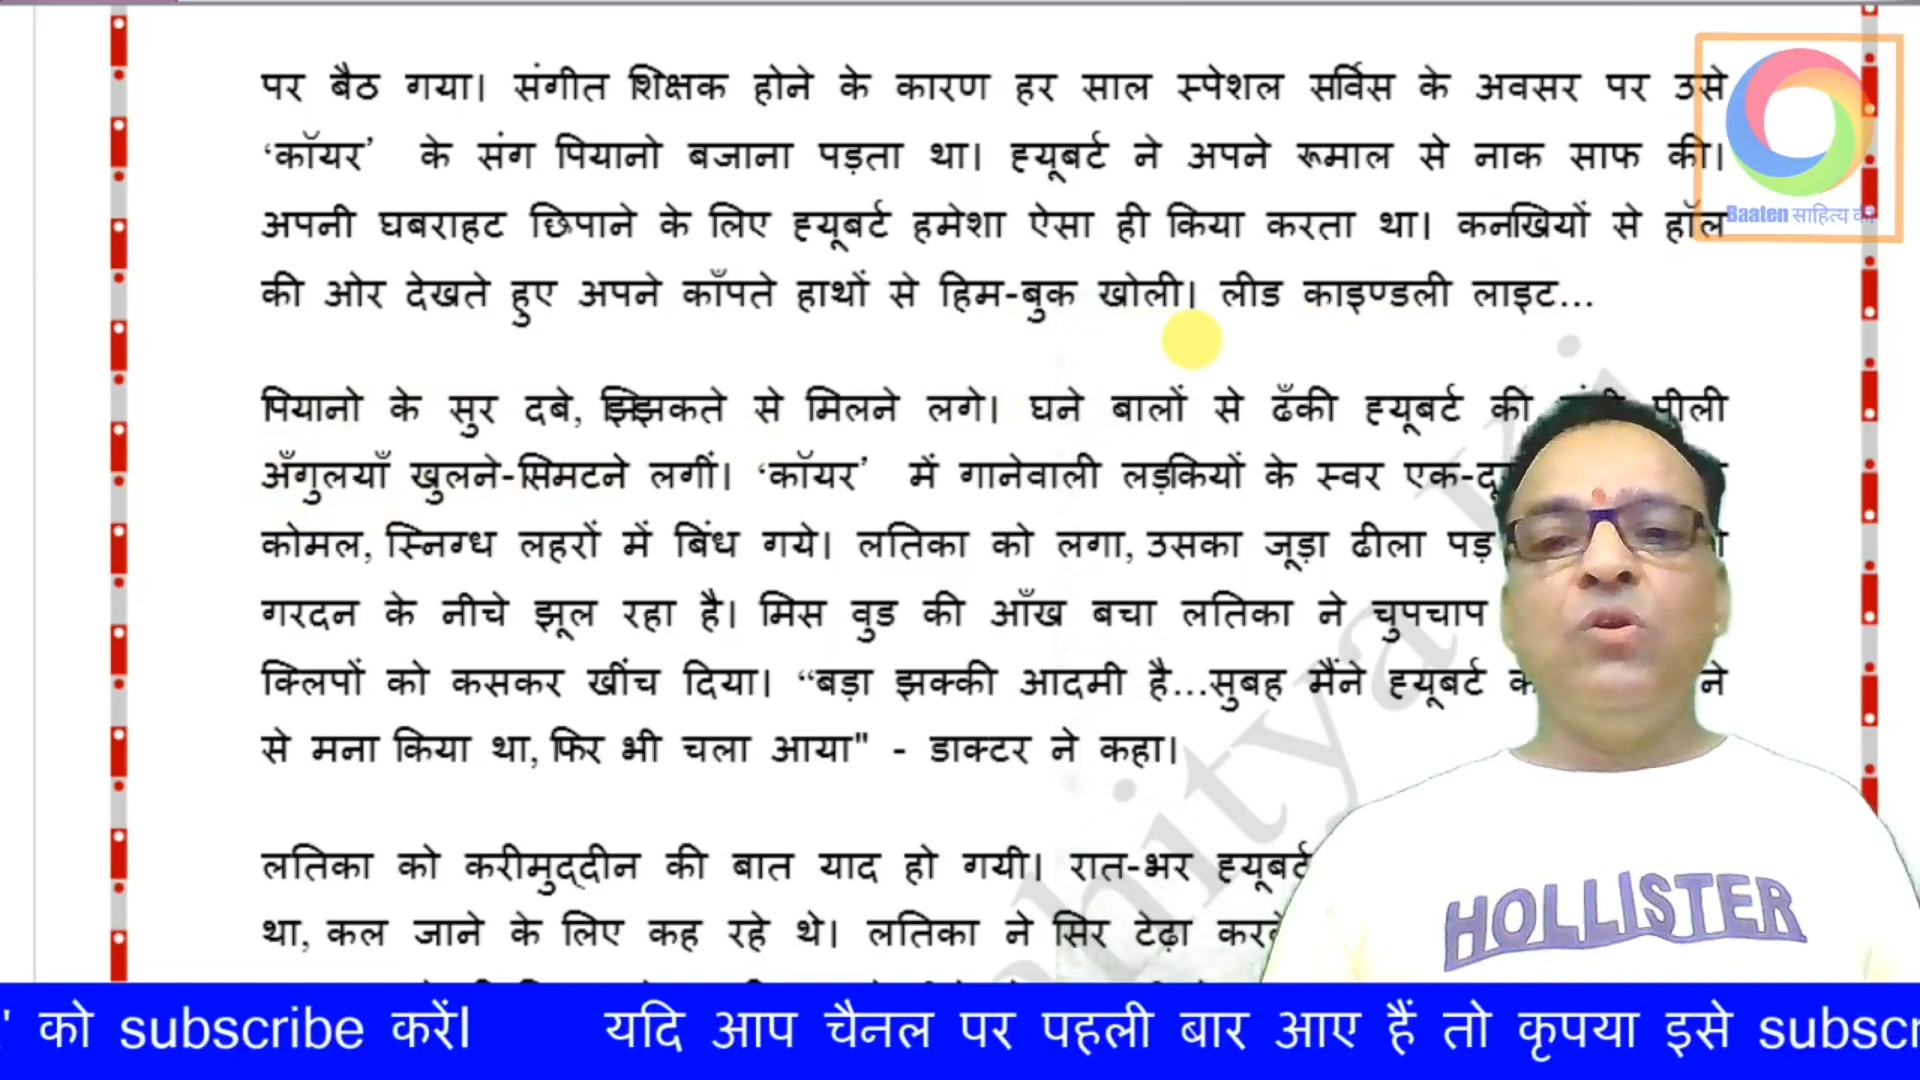 पर बैठ गया। संगीत शिक्षक होने के कारण हर साल स्पेशल सर्विस के अवसर पर उसे
‘कॉयर’ के संग पियानो बजाना पड़ता था। ह्यूबर्ट ने अपने रूमाल से नाक साफ की।
अपनी घबराहट छिपाने के लिए ह्यूबर्ट हमेशा ऐसा ही किया करता था। कनखियों से हॉल
की ओर देखते हुए अपने काँपते हाथों से हिम-बुक खोली। लीड काइण्डली लाइट...
पियानो के सुर दबे, झिझकते से मिलने लगे। घने बालों से ढँकी ह्यूबर्ट की पीली
अँगुलयाँ खुलने-सिमटने लगीं। ‘कॉयर’ में गानेवाली लड़कियों के स्वर
कोमल, स्निग्ध लहरों में बिंध गये। लतिका को लगा, उसका जूड़ा ढीला पड़
गरदन के नीचे झूल रहा है। मिस वुड की आँख बचा लतिका ने चुपचाप
क्लिपों को कसकर खींच दिया। “बड़ा झक्की आदमी है...सुबह मैंने ह्यूबर्ट
से मना किया था, फिर भी चला आया" - डाक्टर ने कहा।
लतिका को करीमुद्दीन की बात याद हो गयी। रात-भर ह्यूबर्ट
था, कल जाने के लिए कह रहे थे। लतिका ने सिर टेढ़ा
Baaten साहित्य की
HOLLISTER
' को subscribe करें। यदि आप चैनल पर पहली बार आए हैं तो कृपया इसे